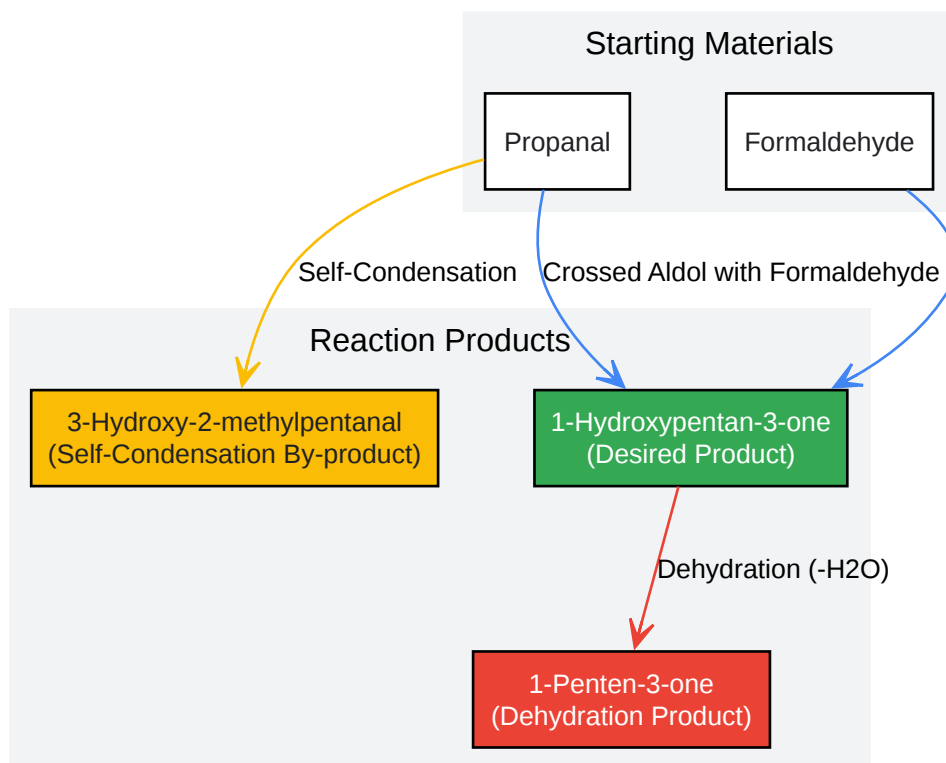 Starting Materials
Propanal
Formaldehyde
Self-Condensation
Crossed Aldol with Formaldehyde
Reaction Products
3-Hydroxy-2-methylpentanal
(Self-Condensation By-product)
1-Hydroxypentan-3-one
(Desired Product)
Dehydration (-H2O)
1-Penten-3-one
(Dehydration Product)